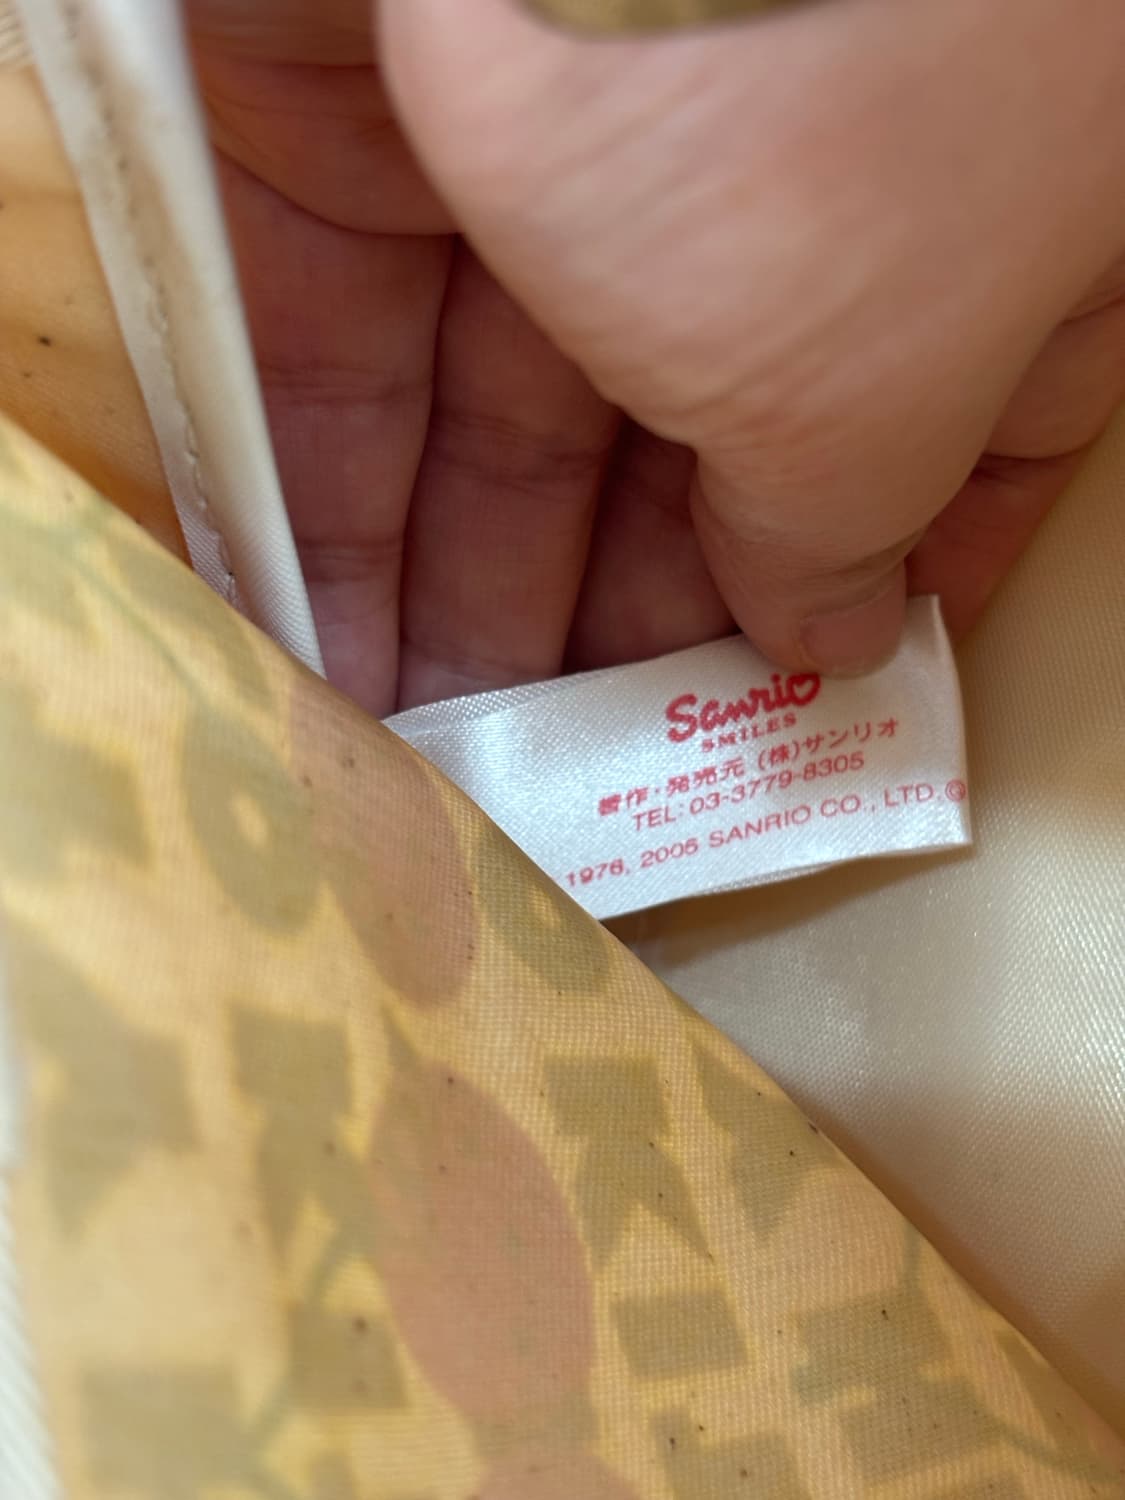 Sanrio
SMILES
著作・発売元 (株)サンリオ
TEL: 03-3779-8305
1976, 2005 SANRIO CO., LTD.©